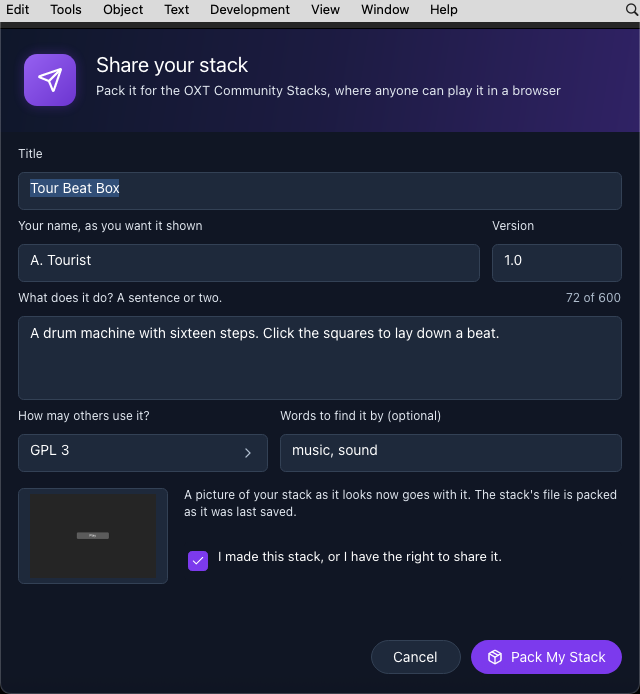 Edit Tools Object Text Development View Window Help
Share your stack
Pack it for the OXT Community Stacks, where anyone can play it in a browser
Title
Tour Beat Box
Your name, as you want it shown
Version
A. Tourist
1.0
What does it do? A sentence or two.
72 of 600
A drum machine with sixteen steps. Click the squares to lay down a beat.
How may others use it?
Words to find it by (optional)
GPL 3
music, sound
A picture of your stack as it looks now goes with it. The stack's file is packed
as it was last saved.
I made this stack, or I have the right to share it.
Cancel
Pack My Stack